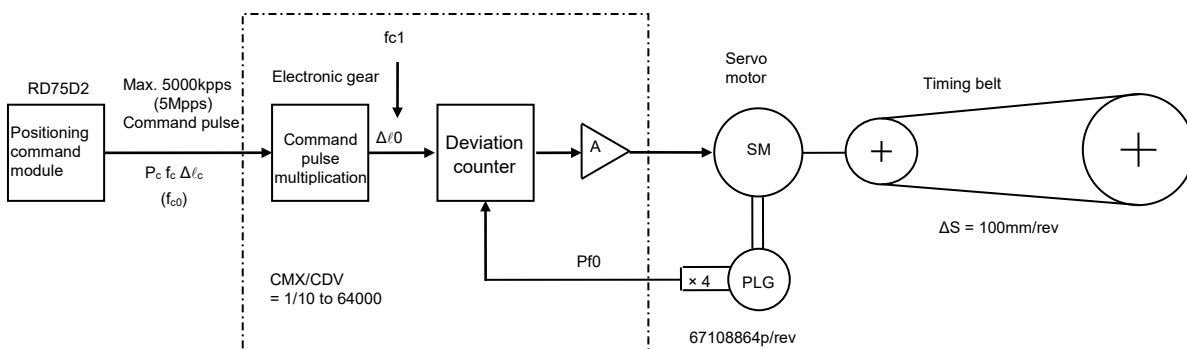 RD75D2
Positioning
command
module
Max. 5000kpps
(5Mpps)
Command pulse
Pc fc Δℓc
(fc0)
Electronic gear
Command
pulse
multiplication
CMX/CDV
= 1/10 to 64000
fc1
Δℓ0
Deviation
counter
A
Pf0
Servo
motor
SM
× 4
PLG
67108864p/rev
Timing belt
ΔS = 100mm/rev